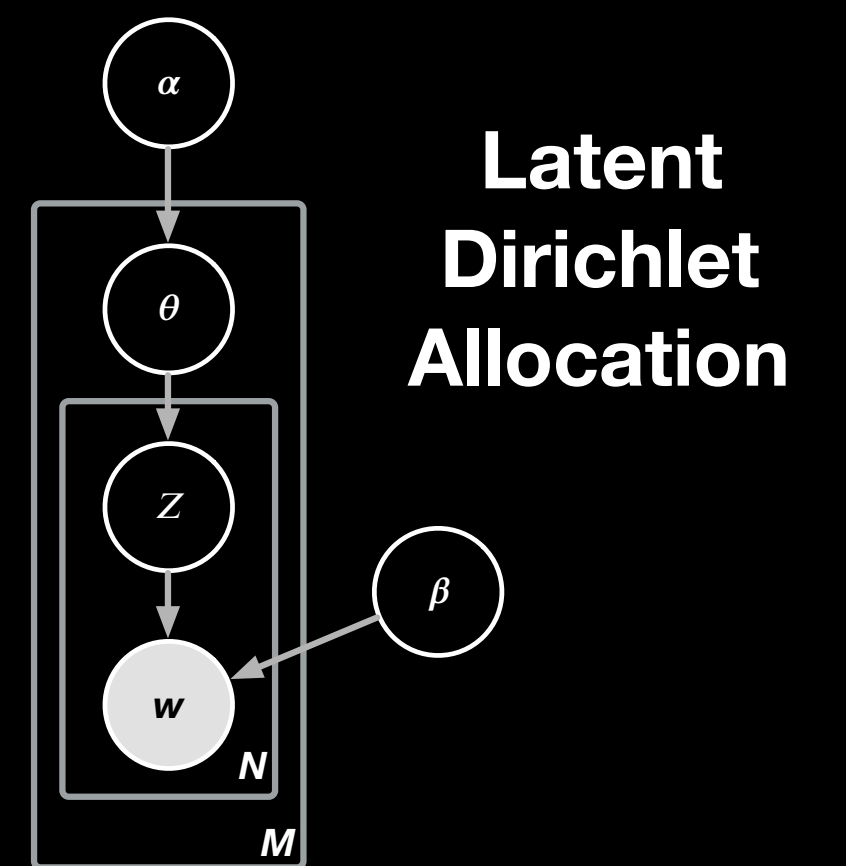 α
Latent
Dirichlet
Allocation
θ
Z
β
w
N
M